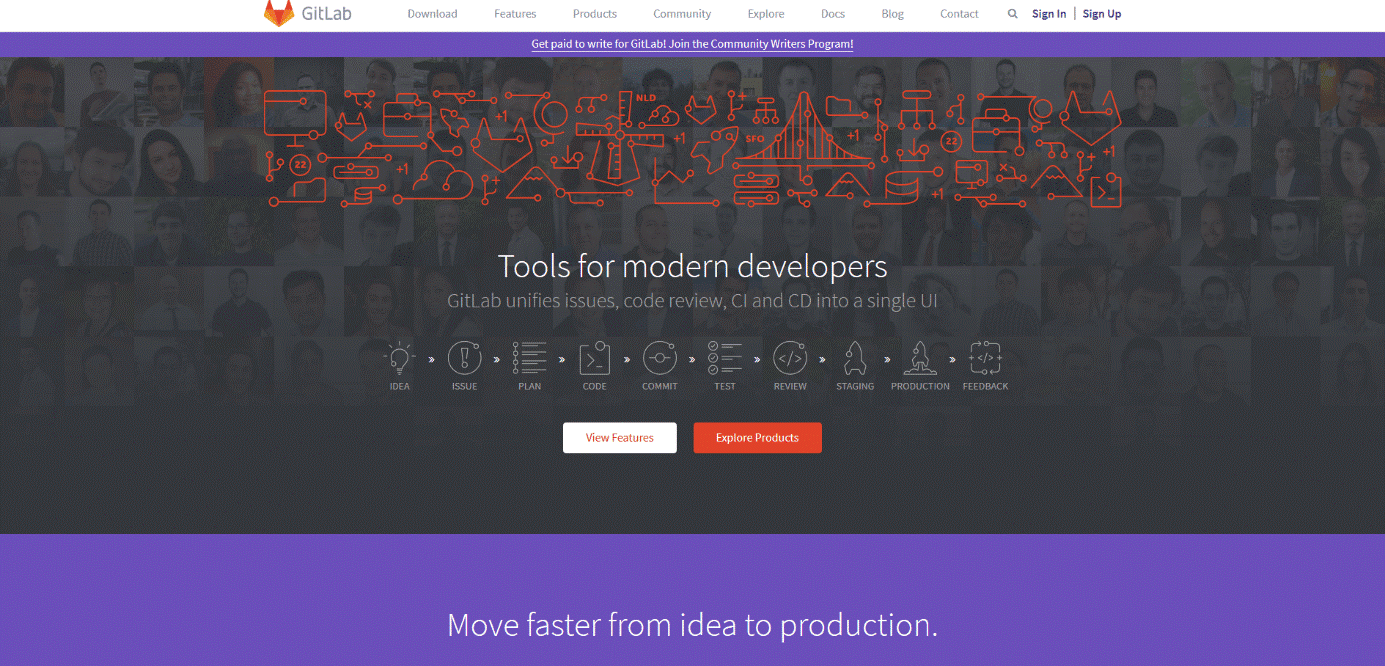 GitLab
Download Features Products Community Explore Docs Blog Contact Sign In | Sign Up
Get paid to write for GitLab! Join the Community Writers Program!
NLD
+1
+1
SFO
+1
22
22
+1
+1
+1
Tools for modern developers
GitLab unifies issues, code review, CI and CD into a single UI
IDEA » ISSUE » PLAN » CODE » COMMIT » TEST » REVIEW » STAGING » PRODUCTION » FEEDBACK
View Features Explore Products
Move faster from idea to production.